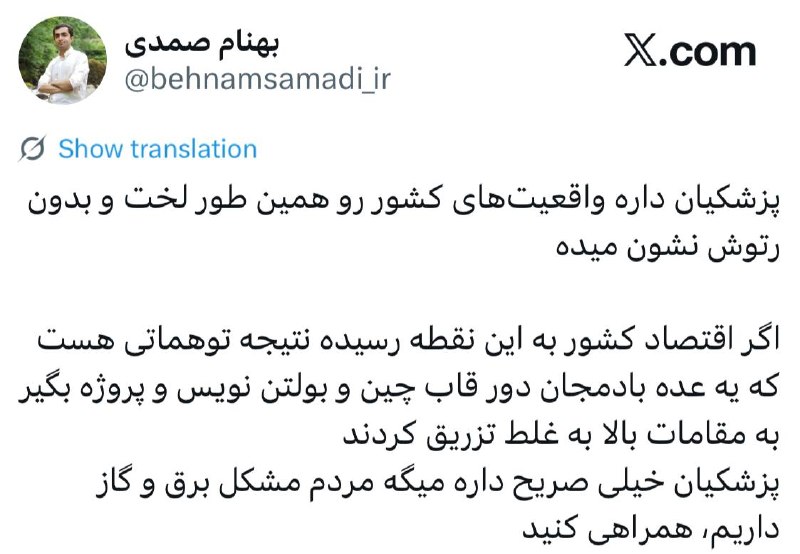 بهنام صمدی
@behnamsamadi_ir
X.com
Show translation
پزشکیان داره واقعیت‌های کشور رو همین طور لخت و بدون
رتوش نشون میده
اگر اقتصاد کشور به این نقطه رسیده نتیجه توهماتی هست
که یه عده بادمجان دور قاب چین و بولتن نویس و پروژه بگیر
به مقامات بالا به غلط تزریق کردند
پزشکیان خیلی صریح داره میگه مردم مشکل برق و گاز
داریم، همراهی کنید